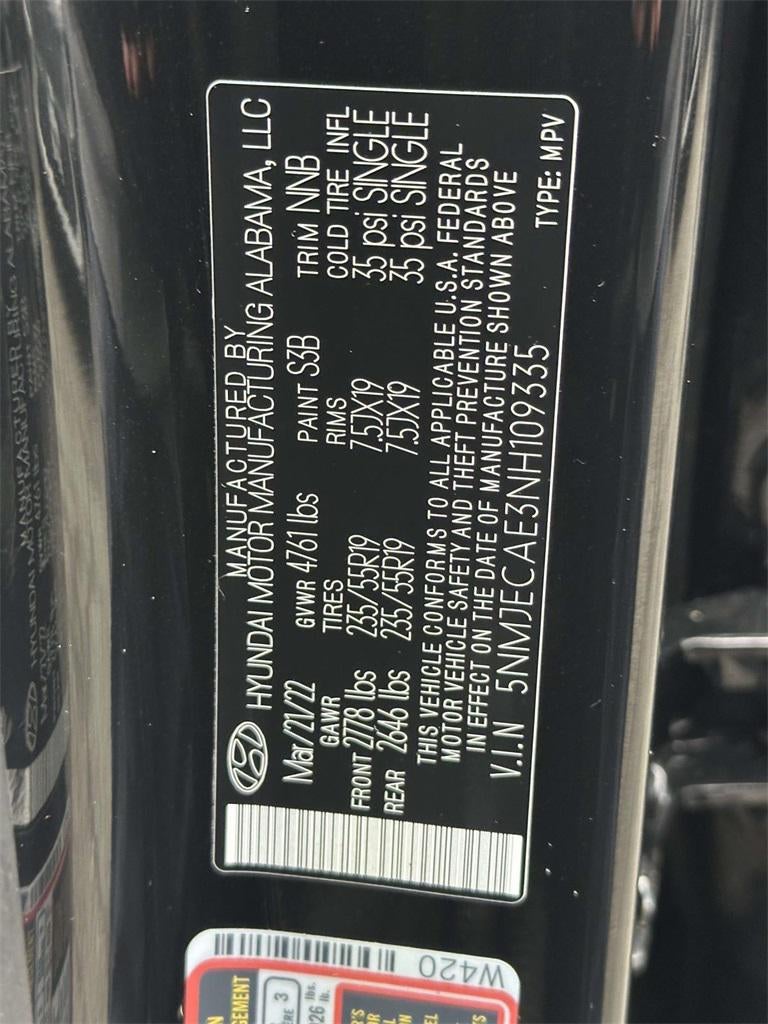 MANUFACTURED BY
HYUNDAI MOTOR MANUFACTURING ALABAMA, LLC
Mar/21/22 GVWR 4761 lbs PAINT S3B TRIM NNB
GAWR TIRES RIMS COLD TIRE INFL
FRONT 2778 lbs 235/55R19 7.5JX19 35 psi SINGLE
REAR 2646 lbs 235/55R19 7.5JX19 35 psi SINGLE
THIS VEHICLE CONFORMS TO ALL APPLICABLE U.S.A. FEDERAL
MOTOR VEHICLE SAFETY AND THEFT PREVENTION STANDARDS
IN EFFECT ON THE DATE OF MANUFACTURE SHOWN ABOVE
V.I.N 5NMJECAE3NH109335 TYPE: MPV
W420